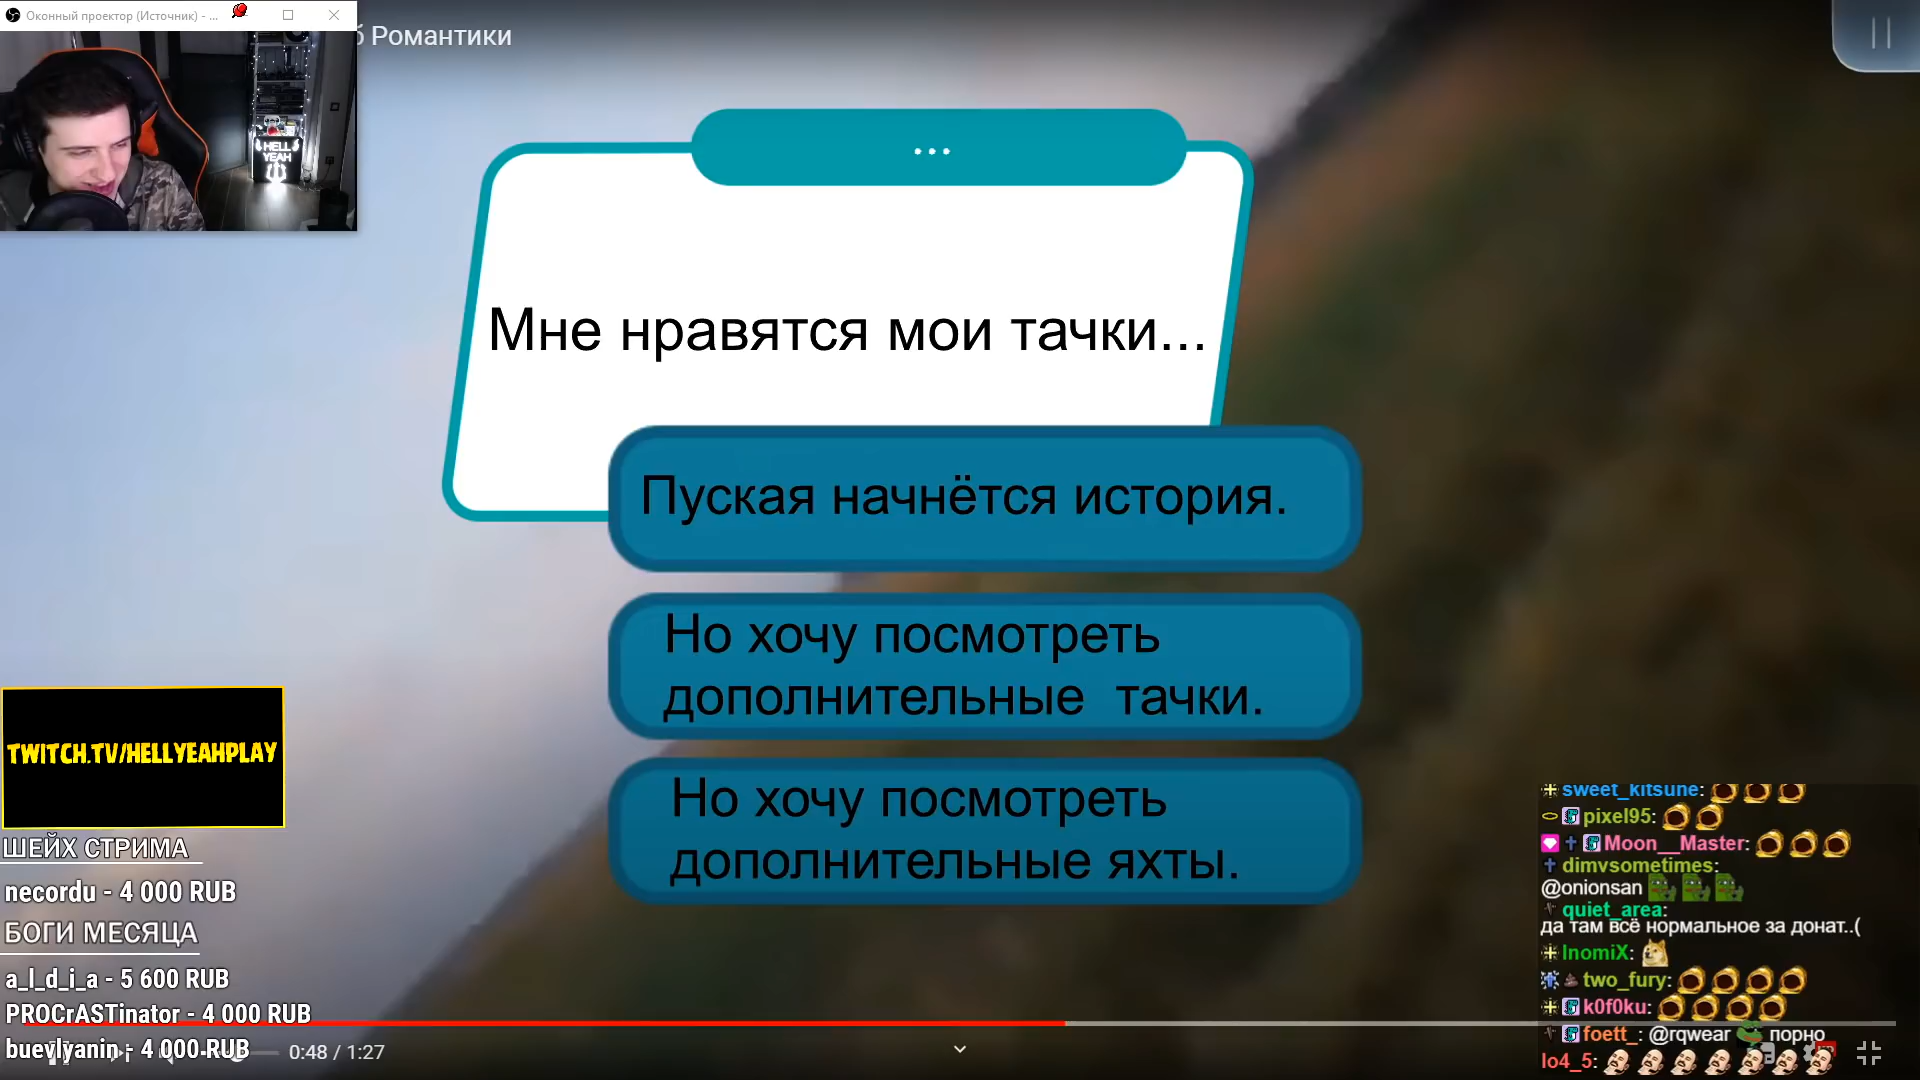 Оконный проектор (Источник) - ...
Романтики
HELL
YEAH
...
Мне нравятся мои тачки...
Пускай начнётся история.
Но хочу посмотреть
дополнительные тачки.
Но хочу посмотреть
дополнительные яхты.
TWITCH.TV/HELLYEAHPLAY
ШЕЙХ СТРИМА
necordu - 4 000 RUB
БОГИ МЕСЯЦА
a_l_d_i_a - 5 600 RUB
PROCrASTinator - 4 000 RUB
buevlyanin - 4 000 RUB
0:48 / 1:27
sweet_kitsune:
pixel95:
Moon__Master:
dimvsometimes:
@onionsan
quiet_area:
да там всё нормальное за донат..(
InomiX:
two_fury:
k0f0ku:
foett_: @rqwear порно
lo4_5: